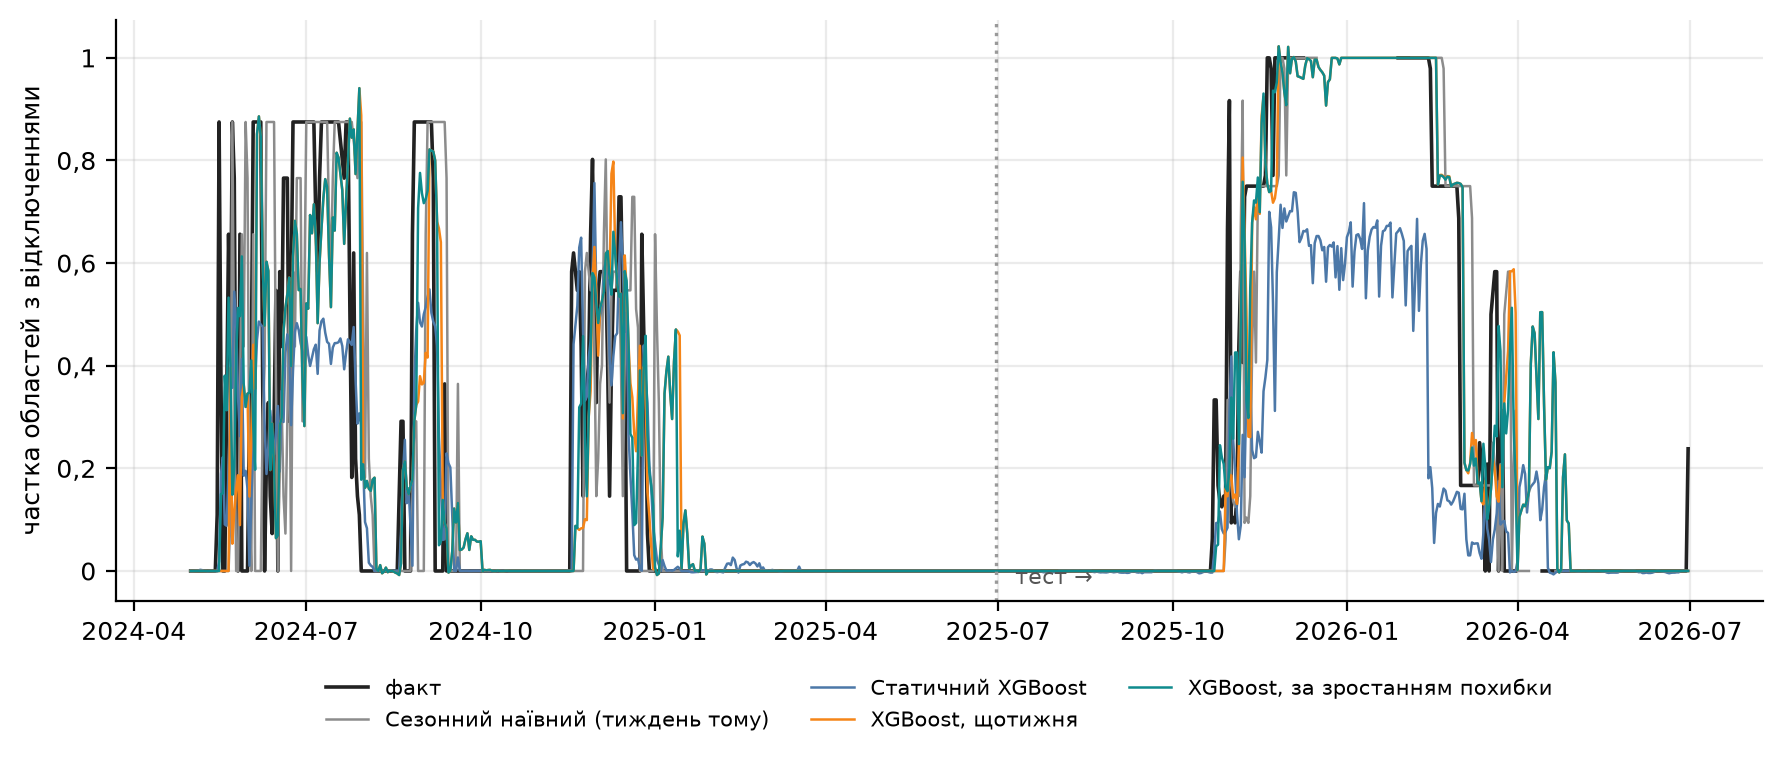 частка областей з відключеннями
1
0,8
0,6
0,4
0,2
0
тест →
2024-04 2024-07 2024-10 2025-01 2025-04 2025-07 2025-10 2026-01 2026-04 2026-07
факт
Сезонний наївний (тиждень тому)
Статичний XGBoost
XGBoost, щотижня
XGBoost, за зростанням похибки